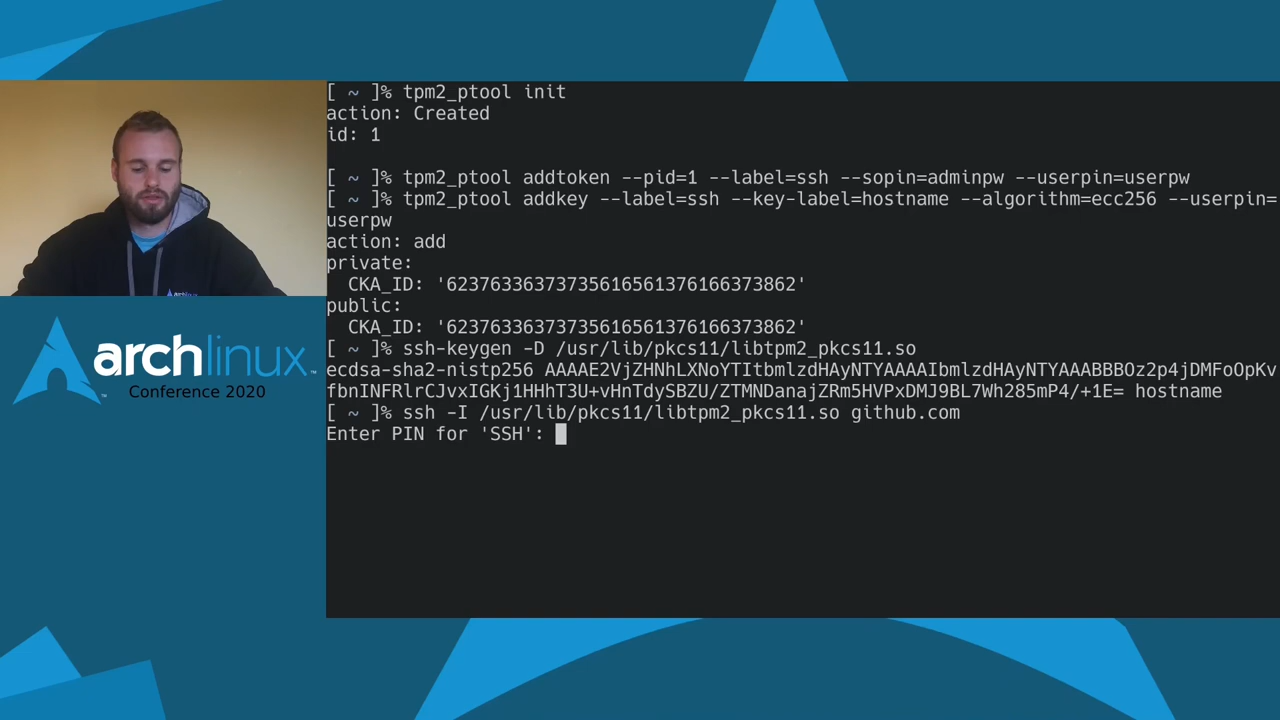 [ ~ ]% tpm2_ptool init
action: Created
id: 1
[ ~ ]% tpm2_ptool addtoken --pid=1 --label=ssh --sopin=adminpw --userpin=userpw
[ ~ ]% tpm2_ptool addkey --label=ssh --key-label=hostname --algorithm=ecc256 --userpin=
userpw
action: add
private:
CKA_ID: '62376336373735616561376166373862'
public:
CKA_ID: '62376336373735616561376166373862'
[ ~ ]% ssh-keygen -D /usr/lib/pkcs11/libtpm2_pkcs11.so
ecdsa-sha2-nistp256 AAAAE2VjZHNhLXNoYTItbmlzdHAyNTYAAAAIbmlzdHAyNTYAAABBBOz2p4jDMFoOpKv
fbnINFRlrCJvxIGKj1HHhT3U+vHnTdySBZU/ZTMNDanajZRm5HVPxDMJ9BL7Wh285mP4/+1E= hostname
[ ~ ]% ssh -I /usr/lib/pkcs11/libtpm2_pkcs11.so github.com
Enter PIN for 'SSH':
archlinux™
Conference 2020